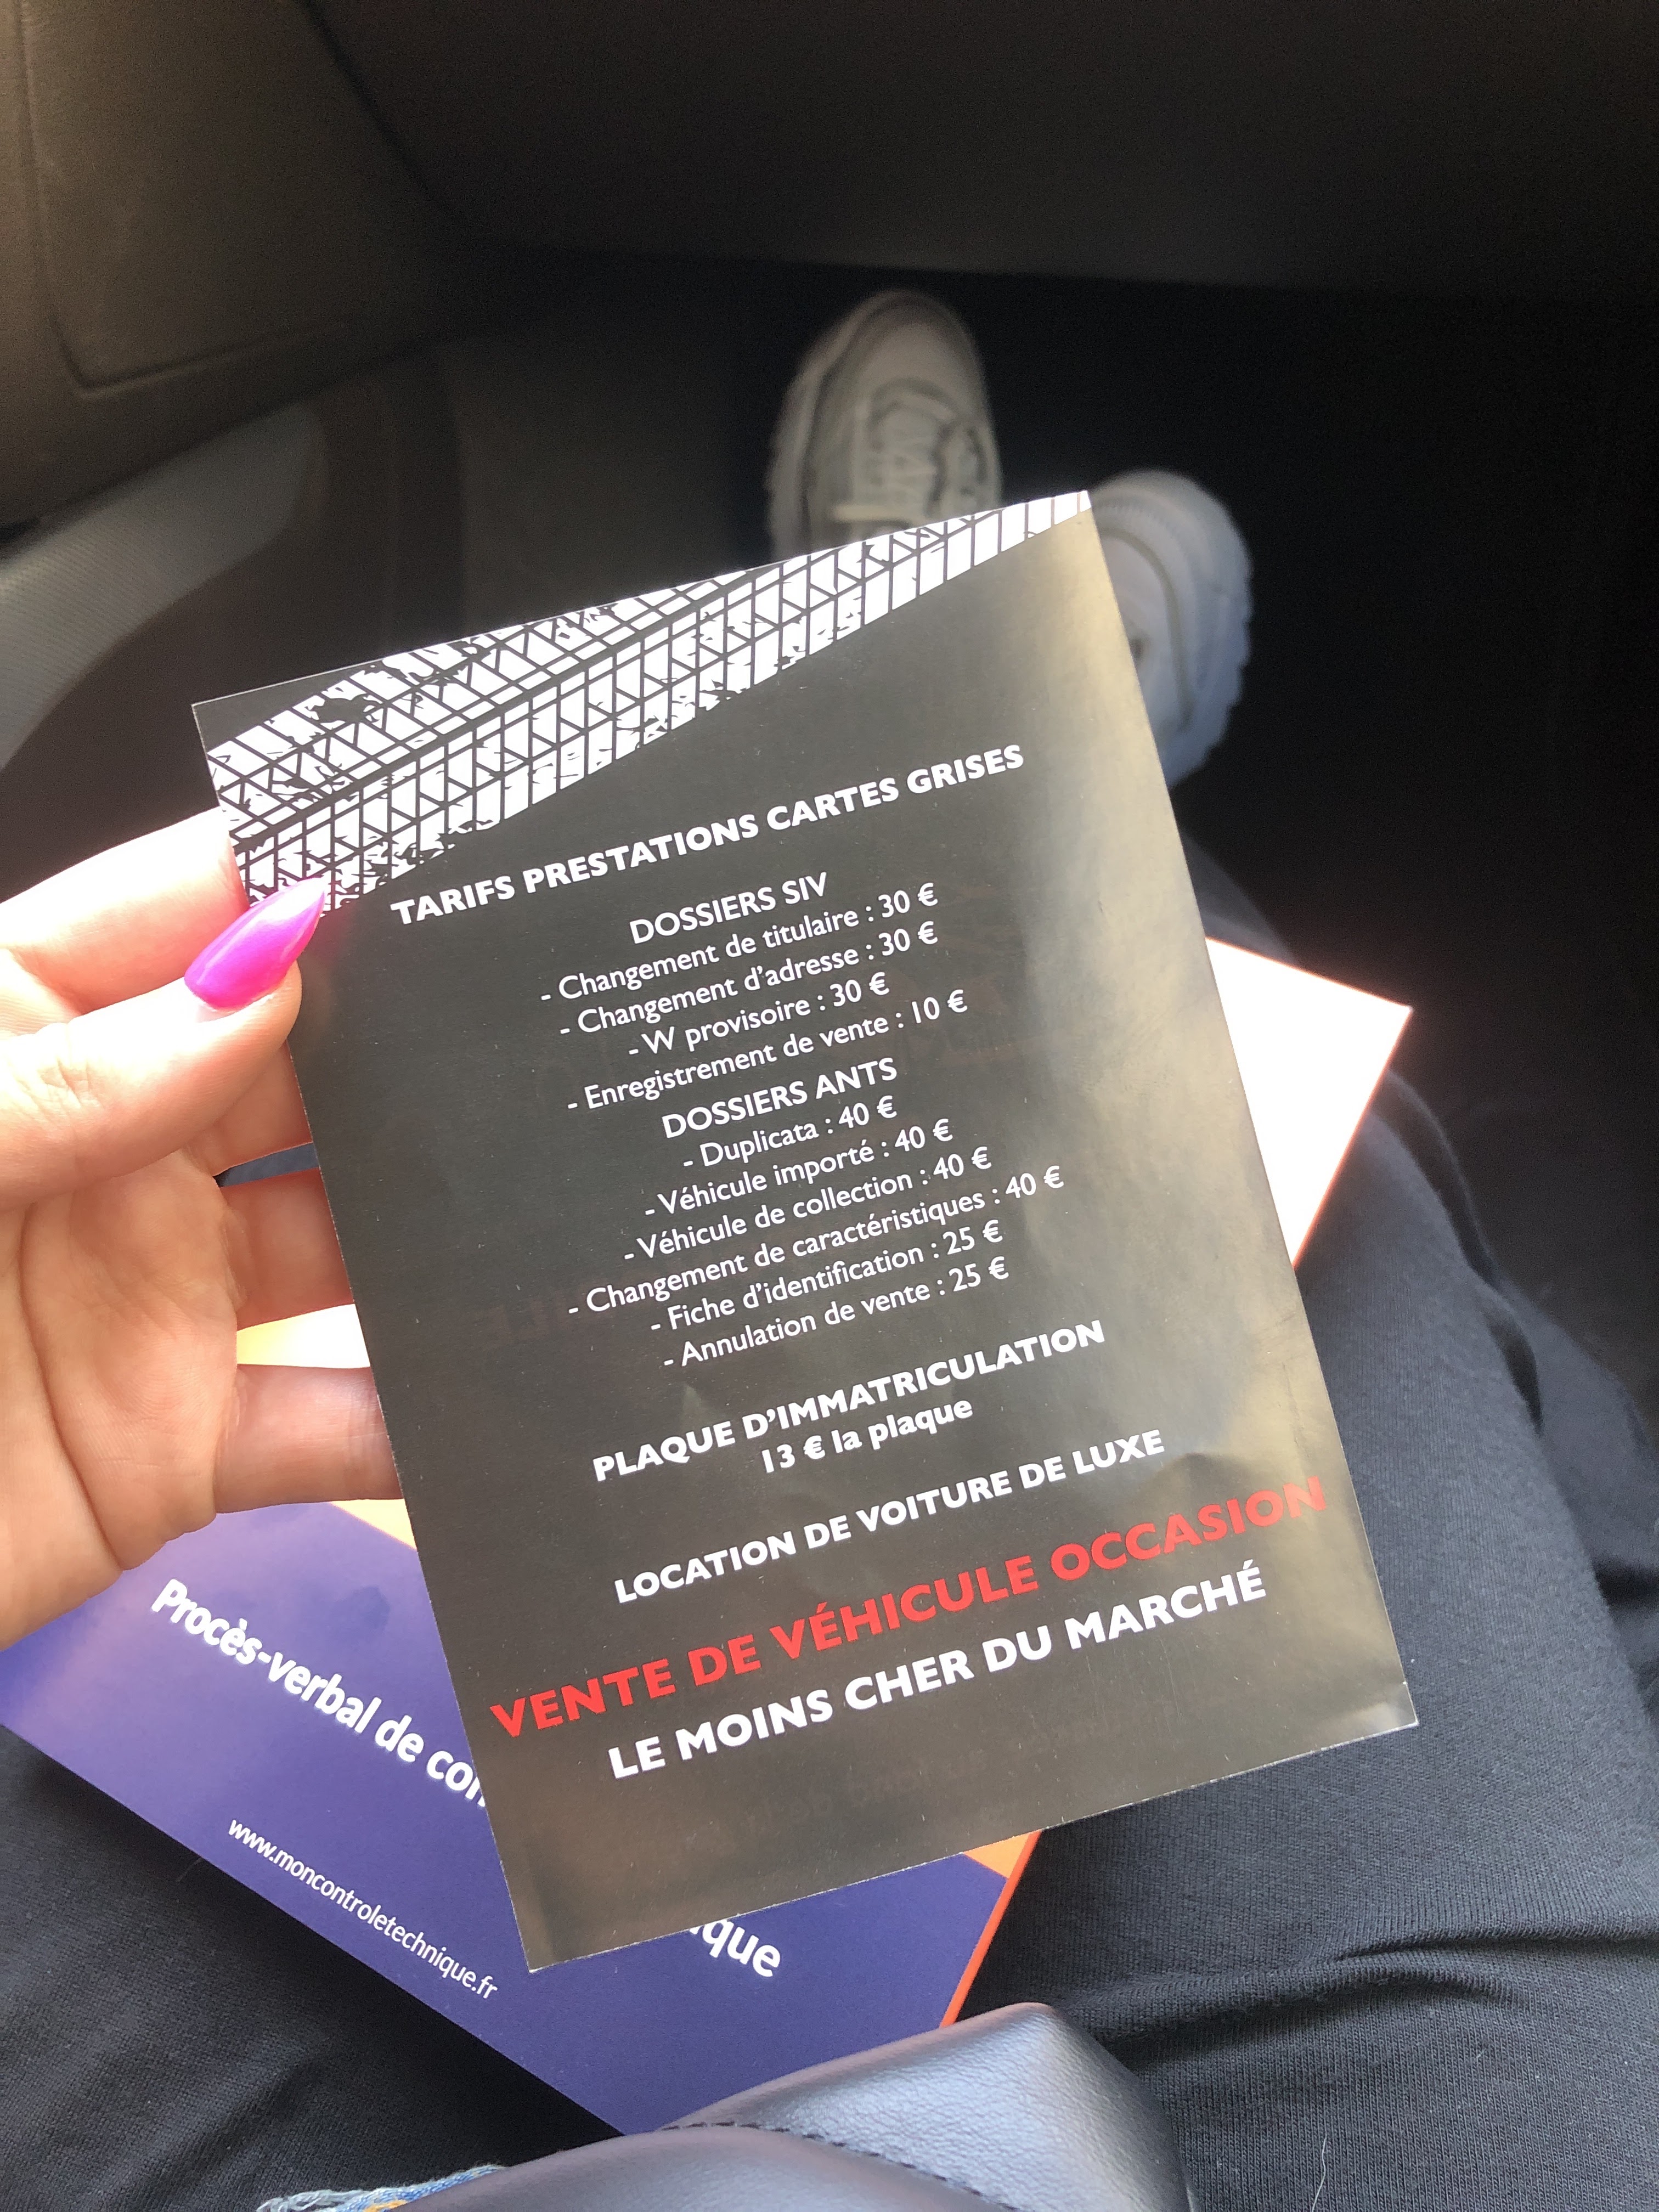 TARIFS PRESTATIONS CARTES GRISES
DOSSIERS SIV
- Changement de titulaire : 30 €
- Changement d'adresse : 30 €
- W provisoire : 30 €
- Enregistrement de vente : 10 €
DOSSIERS ANTS
- Duplicata : 40 €
- Véhicule importé : 40 €
- Véhicule de collection : 40 €
- Changement de caractéristiques : 40 €
- Fiche d'identification : 25 €
- Annulation de vente : 25 €
PLAQUE D'IMMATRICULATION
13 € la plaque
LOCATION DE VOITURE DE LUXE
VENTE DE VÉHICULE OCCASION
LE MOINS CHER DU MARCHÉ
Procès-verbal de
www.moncontroletechnique.fr